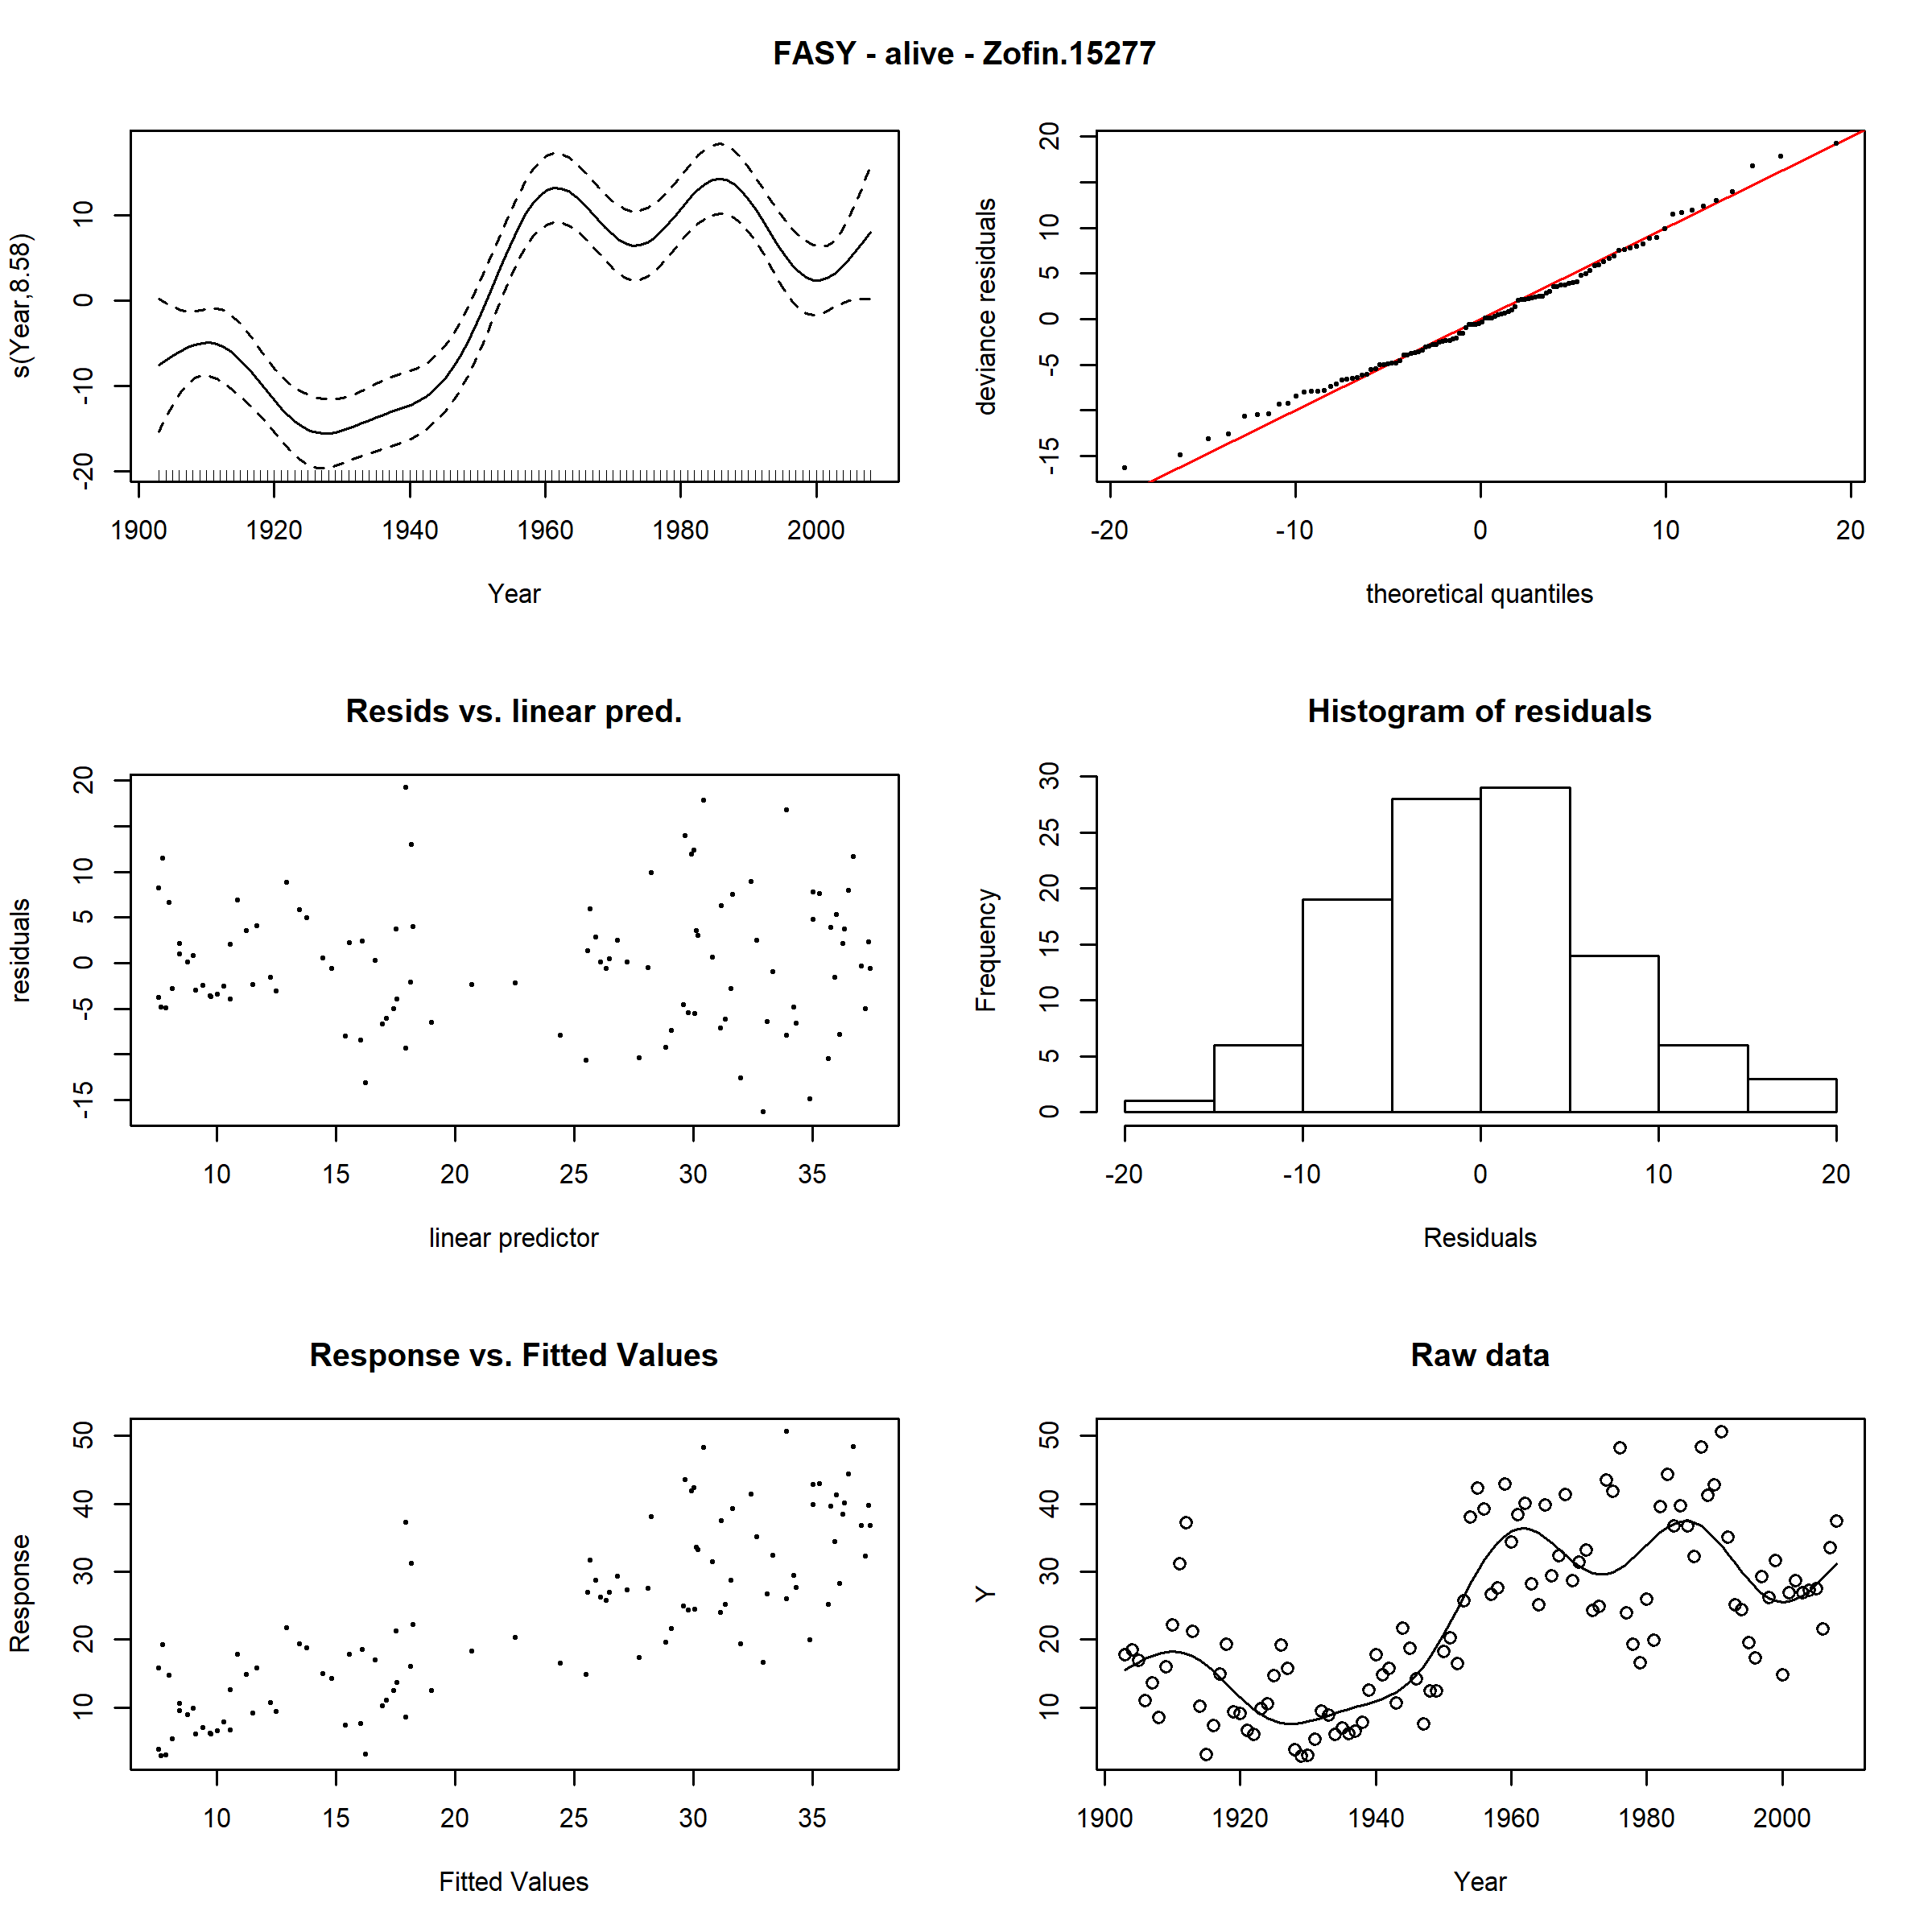 FASY - alive - Zofin.15277
s(Year,8.58)
-20 -10 0 10
1900 1920 1940 1960 1980 2000
Year
deviance residuals
-15 -5 0 5 10 20
-20 -10 0 10 20
theoretical quantiles
Resids vs. linear pred.
residuals
-15 -5 0 5 10 20
10 15 20 25 30 35
linear predictor
Histogram of residuals
Frequency
0 5 10 15 20 25 30
-20 -10 0 10 20
Residuals
Response vs. Fitted Values
Response
10 20 30 40 50
10 15 20 25 30 35
Fitted Values
Raw data
Y
10 20 30 40 50
1900 1920 1940 1960 1980 2000
Year